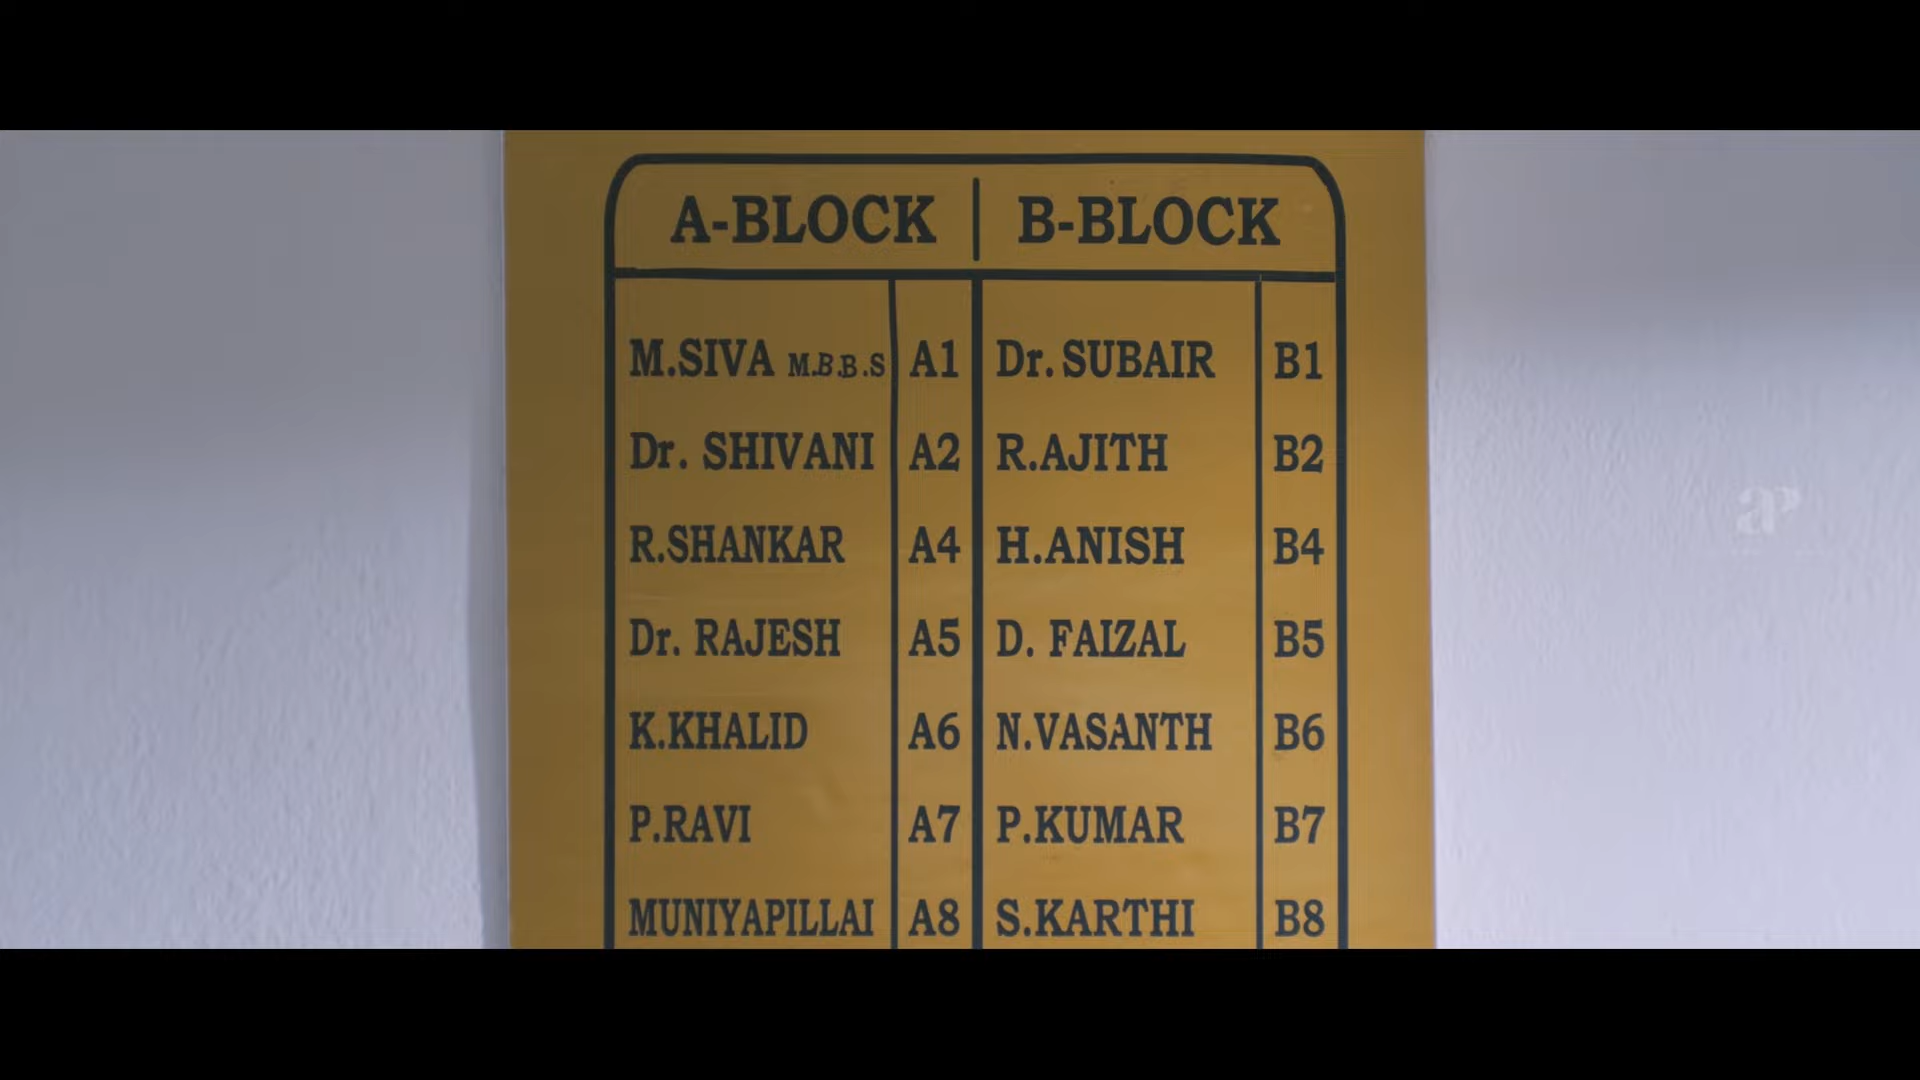 A-BLOCK B-BLOCK
M.SIVA M.B.B.S A1 Dr. SUBAIR B1
Dr. SHIVANI A2 R.AJITH B2
R.SHANKAR A4 H.ANISH B4
Dr. RAJESH A5 D. FAIZAL B5
K.KHALID A6 N.VASANTH B6
P.RAVI A7 P.KUMAR B7
MUNIYAPILLAI A8 S.KARTHI B8